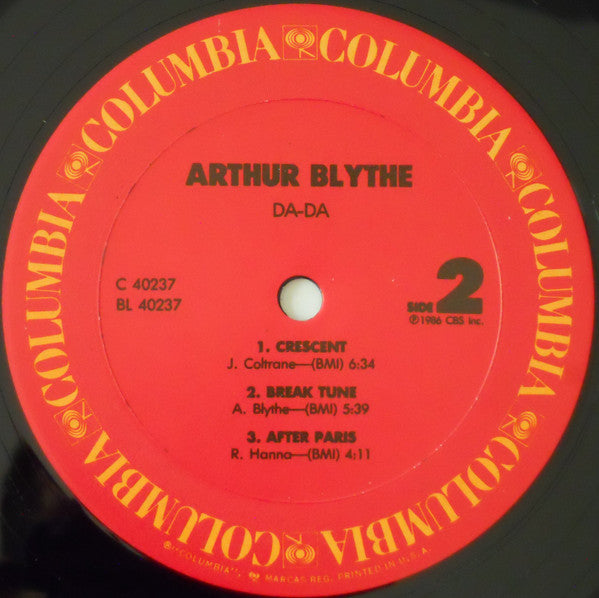 COLUMBIA COLUMBIA COLUMBIA COLUMBIA COLUMBIA COLUMBIA
ARTHUR BLYTHE
DA-DA
C 40237
BL 40237
SIDE 2
℗1986 CBS Inc.
1. CRESCENT
J. Coltrane—(BMI) 6:34
2. BREAK TUNE
A. Blythe—(BMI) 5:39
3. AFTER PARIS
R. Hanna—(BMI) 4:11
®"COLUMBIA", MARCAS REG. PRINTED IN U.S.A.